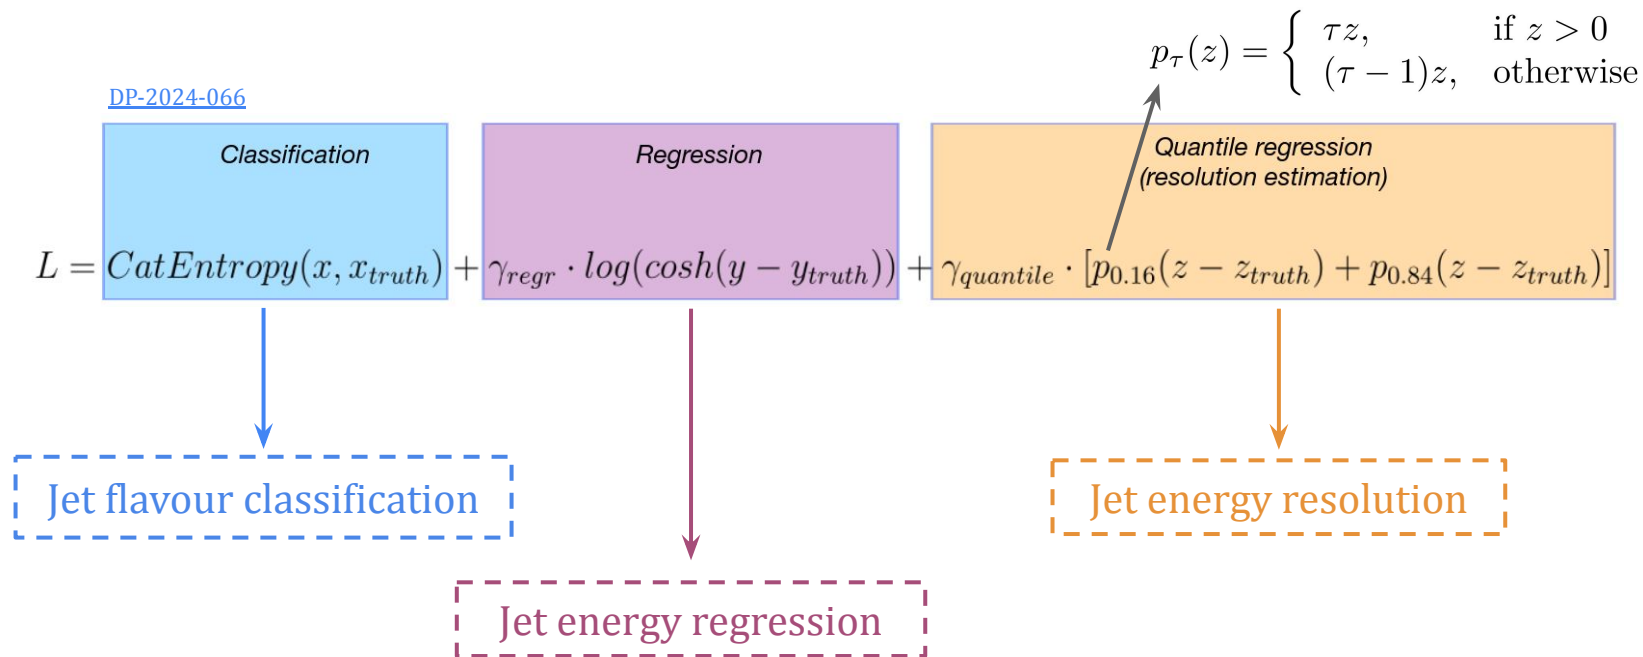 p_τ(z) = { τz, if z > 0
(τ − 1)z, otherwise
DP-2024-066
Classification
Regression
Quantile regression
(resolution estimation)
L = CatEntropy(x, x_truth) + γ_regr · log(cosh(y − y_truth)) + γ_quantile · [p_0.16(z − z_truth) + p_0.84(z − z_truth)]
Jet flavour classification
Jet energy resolution
Jet energy regression